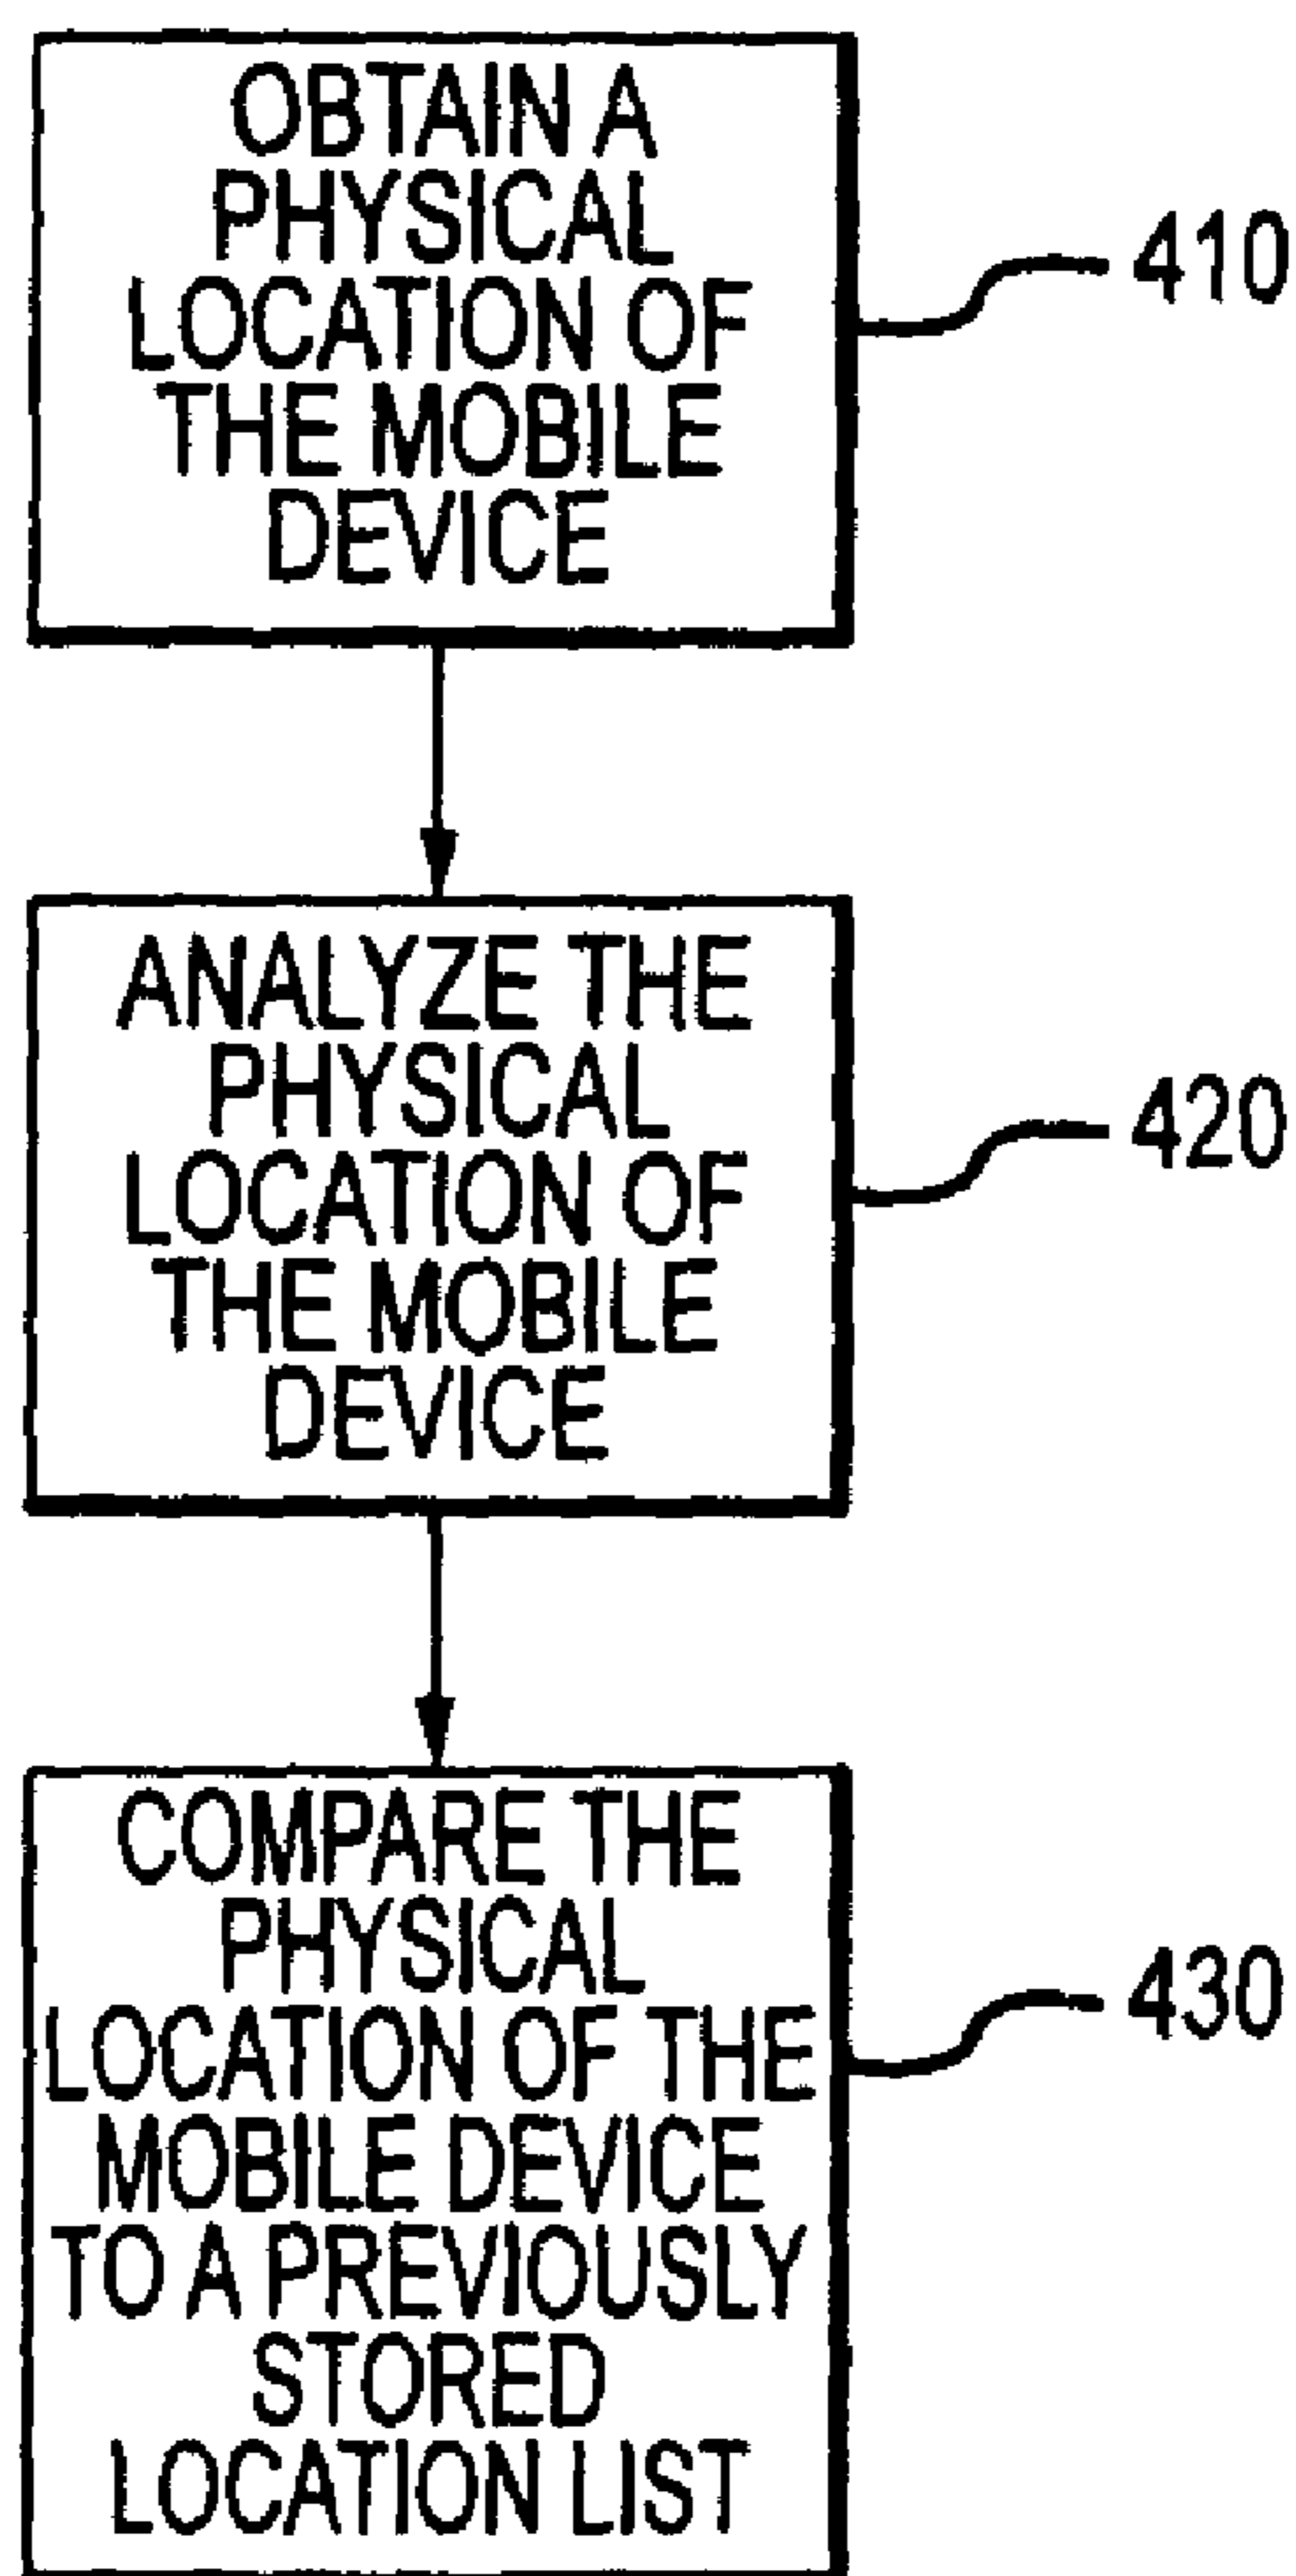 OBTAIN A
PHYSICAL
LOCATION OF
THE MOBILE
DEVICE
410
ANALYZE THE
PHYSICAL
LOCATION OF
THE MOBILE
DEVICE
420
COMPARE THE
PHYSICAL
LOCATION OF THE
MOBILE DEVICE
TO A PREVIOUSLY
STORED
LOCATION LIST
430